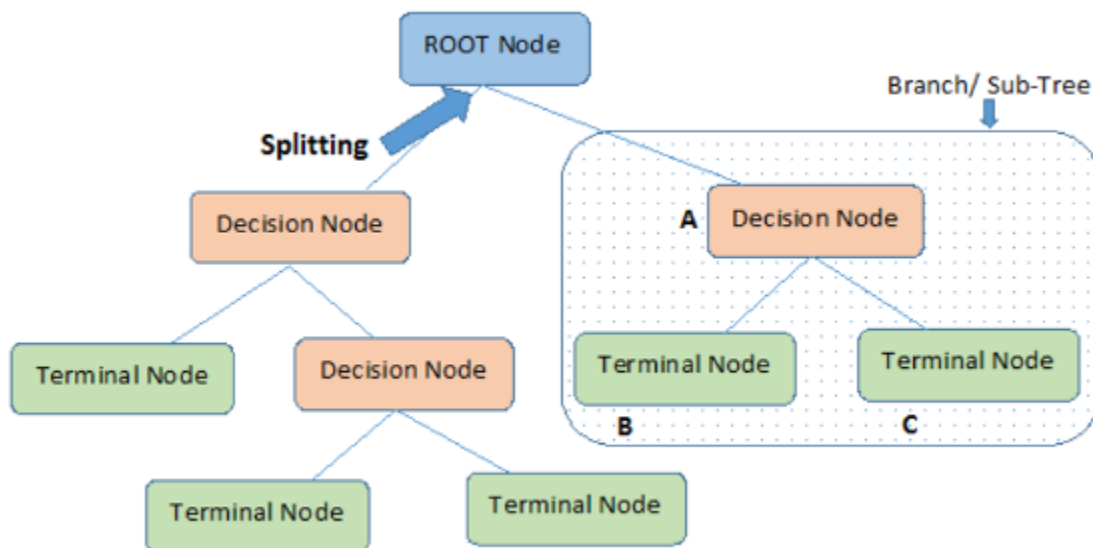 ROOT Node
Branch/ Sub-Tree
Splitting
Decision Node
A
Decision Node
Terminal Node
Decision Node
Terminal Node
Terminal Node
B
C
Terminal Node
Terminal Node